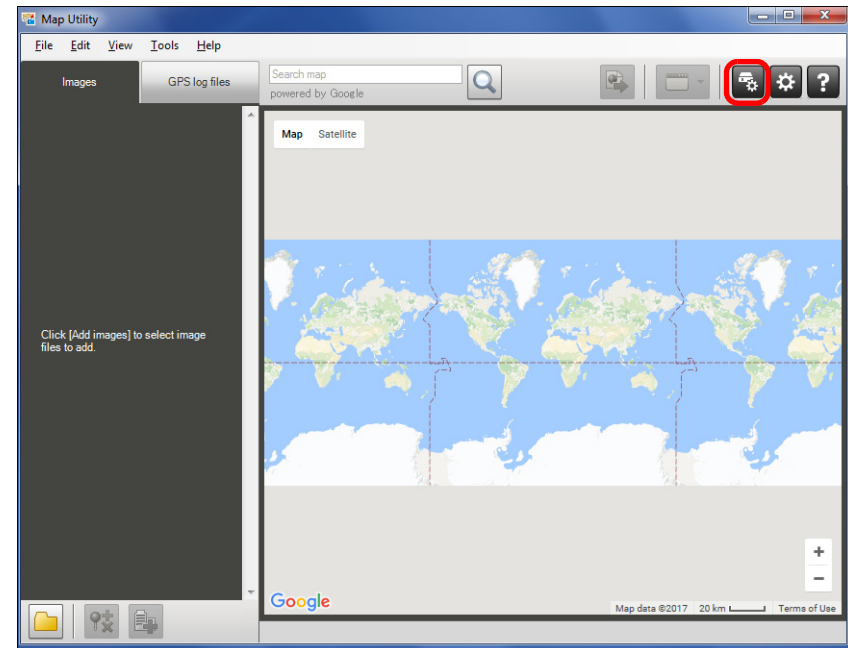 Map Utility
File Edit View Tools Help
Images
GPS log files
Search map
powered by Google
?
Map Satellite
Click [Add images] to select image
files to add.
+
−
Google
Map data ©2017 20 km Terms of Use